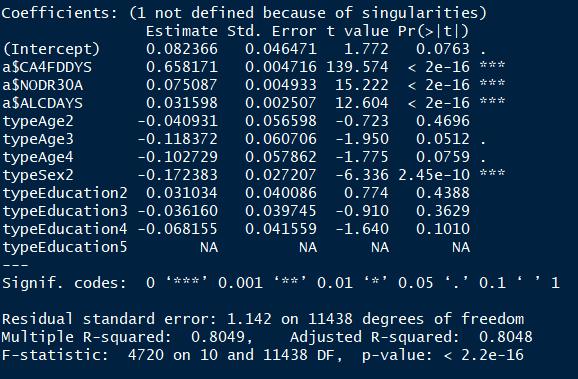 Coefficients: (1 not defined because of singularities)
Estimate Std. Error t value Pr(>|t|)
(Intercept) 0.082366 0.046471 1.772 0.0763 .
a$CA4FDDYS 0.658171 0.004716 139.574 < 2e-16 ***
a$NODR30A 0.075087 0.004933 15.222 < 2e-16 ***
a$ALCDAYS 0.031598 0.002507 12.604 < 2e-16 ***
typeAge2 -0.040931 0.056598 -0.723 0.4696
typeAge3 -0.118372 0.060706 -1.950 0.0512 .
typeAge4 -0.102729 0.057862 -1.775 0.0759 .
typeSex2 -0.172383 0.027207 -6.336 2.45e-10 ***
typeEducation2 0.031034 0.040086 0.774 0.4388
typeEducation3 -0.036160 0.039745 -0.910 0.3629
typeEducation4 -0.068155 0.041559 -1.640 0.1010
typeEducation5 NA NA NA NA
---
Signif. codes: 0 ‘***’ 0.001 ‘**’ 0.01 ‘*’ 0.05 ‘.’ 0.1 ‘ ’ 1
Residual standard error: 1.142 on 11438 degrees of freedom
Multiple R-squared: 0.8049, Adjusted R-squared: 0.8048
F-statistic: 4720 on 10 and 11438 DF, p-value: < 2.2e-16